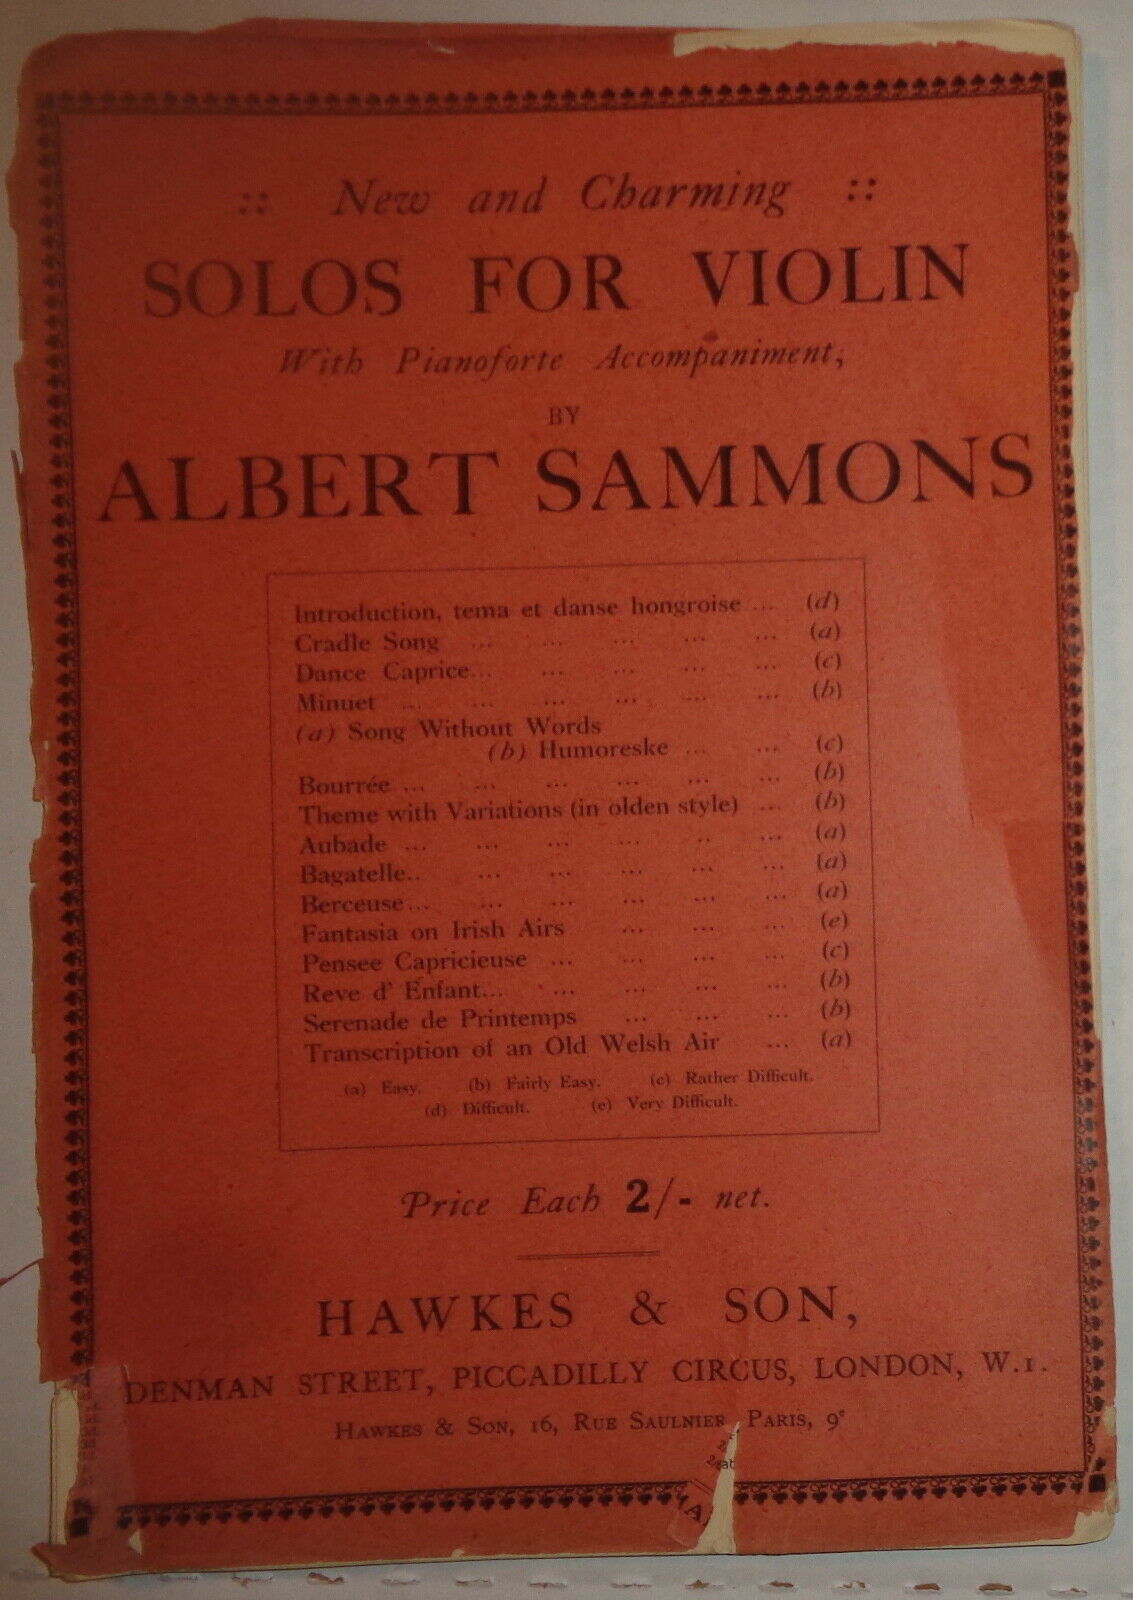 :: New and Charming ::
SOLOS FOR VIOLIN
With Pianoforte Accompaniment,
BY
ALBERT SAMMONS
Introduction, tema et danse hongroise ... (d)
Cradle Song ... ... ... ... ... (a)
Dance Caprice... ... ... ... ... (c)
Minuet ... ... ... ... ... ... (b)
(a) Song Without Words
(b) Humoreske ... ... (c)
Bourrée ... ... ... ... ... ... (b)
Theme with Variations (in olden style) ... (b)
Aubade ... ... ... ... .. ... (a)
Bagatelle.. ... ... ... ... ... (a)
Berceuse... ... ... ... ... ... (a)
Fantasia on Irish Airs ... ... ... (e)
Pensee Capricieuse ... ... ... ... (c)
Reve d' Enfant... ... ... ... ... (b)
Serenade de Printemps ... ... ... (b)
Transcription of an Old Welsh Air ... (a)
(a) Easy. (b) Fairly Easy. (c) Rather Difficult.
(d) Difficult. (e) Very Difficult.
Price Each 2/- net.
HAWKES & SON,
DENMAN STREET, PICCADILLY CIRCUS, LONDON, W.1.
HAWKES & SON, 16, RUE SAULNIER, PARIS, 9e